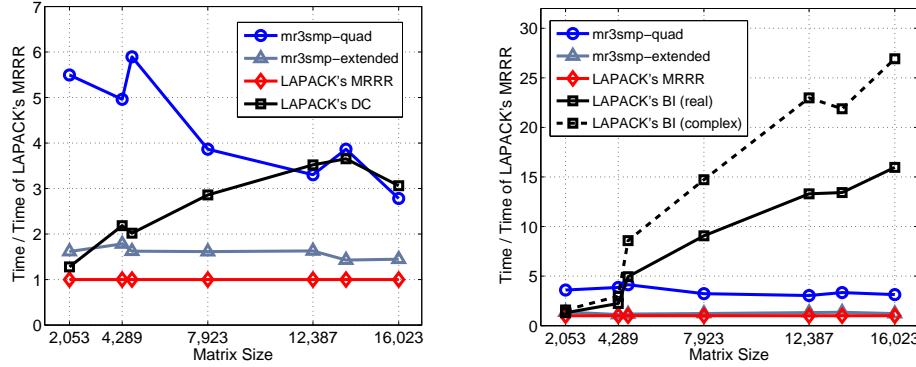 Time / Time of LAPACK's MRRR
7
6
5
4
3
2
1
0
mr3smp−quad
mr3smp−extended
LAPACK's MRRR
LAPACK's DC
2,053
4,289
7,923
12,387
16,023
Matrix Size
Time / Time of LAPACK's MRRR
30
25
20
15
10
5
0
mr3smp−quad
mr3smp−extended
LAPACK's MRRR
LAPACK's BI (real)
LAPACK's BI (complex)
2,053
4,289
7,923
12,387
16,023
Matrix Size